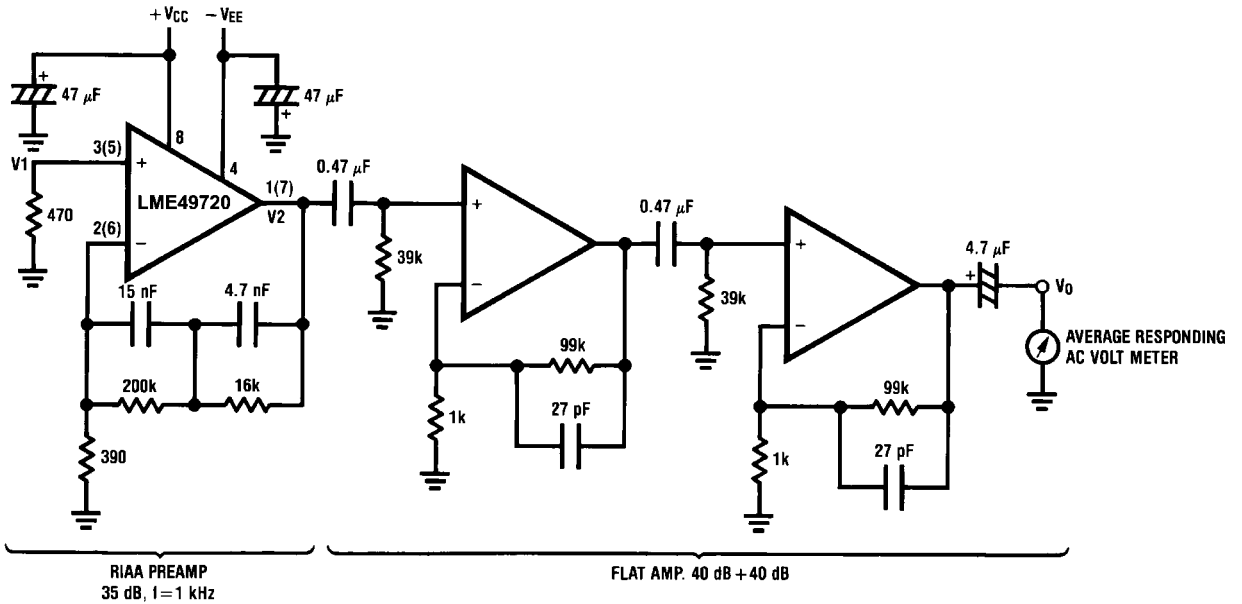 + VCC
− VEE
+
47 μF
47 μF
+
8
V1
3(5)
+
4
0.47 μF
1(7)
LME49720
V2
470
2(6)
−
15 nF
4.7 nF
200k
16k
390
39k
+
−
99k
1k
27 pF
0.47 μF
39k
+
−
99k
1k
27 pF
4.7 μF
+
VO
AVERAGE RESPONDING
AC VOLT METER
RIAA PREAMP
35 dB, f=1 kHz
FLAT AMP. 40 dB + 40 dB